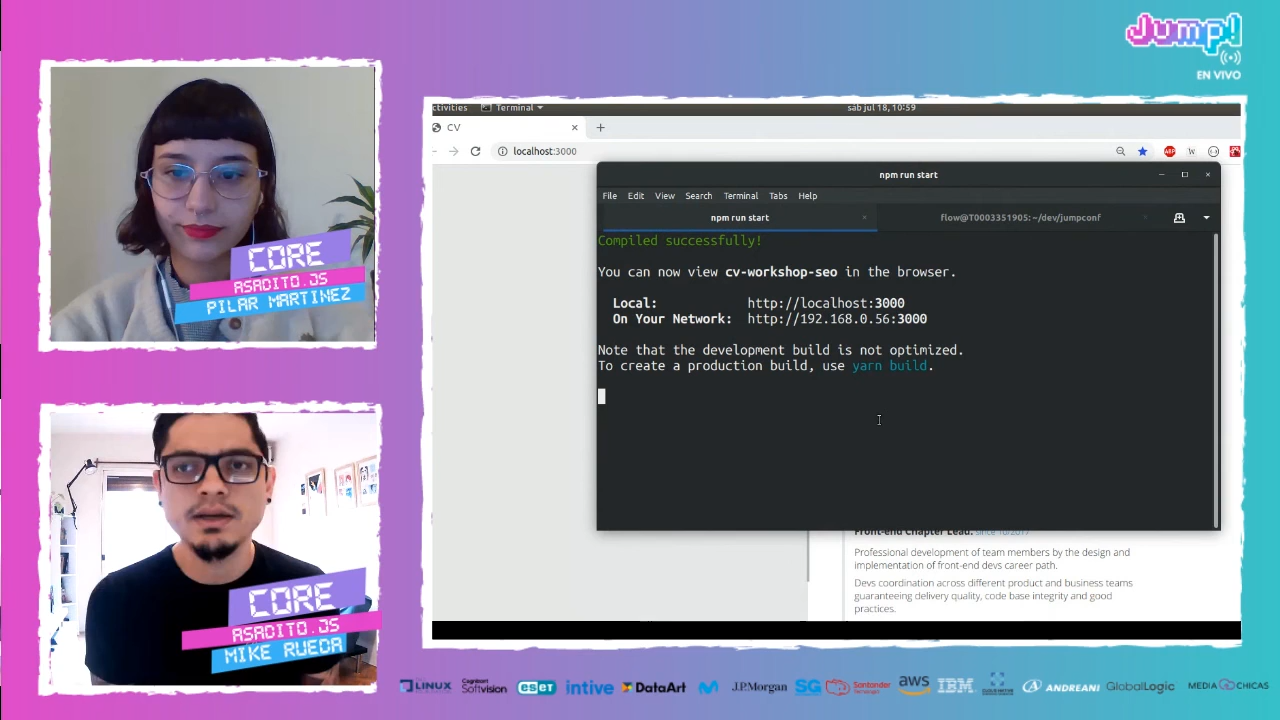 Jump!
EN VIVO
CORE
ASADITO.JS
PILAR MARTINEZ
CORE
ASADITO.JS
MIKE RUEDA
ctivities
Terminal
sáb jul 18, 10:59
CV
localhost:3000
ABP
W
npm run start
File Edit View Search Terminal Tabs Help
npm run start
flow@T0003351905: ~/dev/jumpconf
Compiled successfully!
You can now view cv-workshop-seo in the browser.
Local: http://localhost:3000
On Your Network: http://192.168.0.56:3000
Note that the development build is not optimized.
To create a production build, use yarn build.
Front-end Chapter Lead. Since 10/2017
Professional development of team members by the design and
implementation of front-end devs career path.
Devs coordination across different product and business teams
guaranteeing delivery quality, code base integrity and good
practices.
LINUX
Cognizant
Softvision
eset
intive
DataArt
J.P.Morgan
SG
Santander
aws
IBM
ANDREANI
GlobalLogic
MEDIA CHICAS